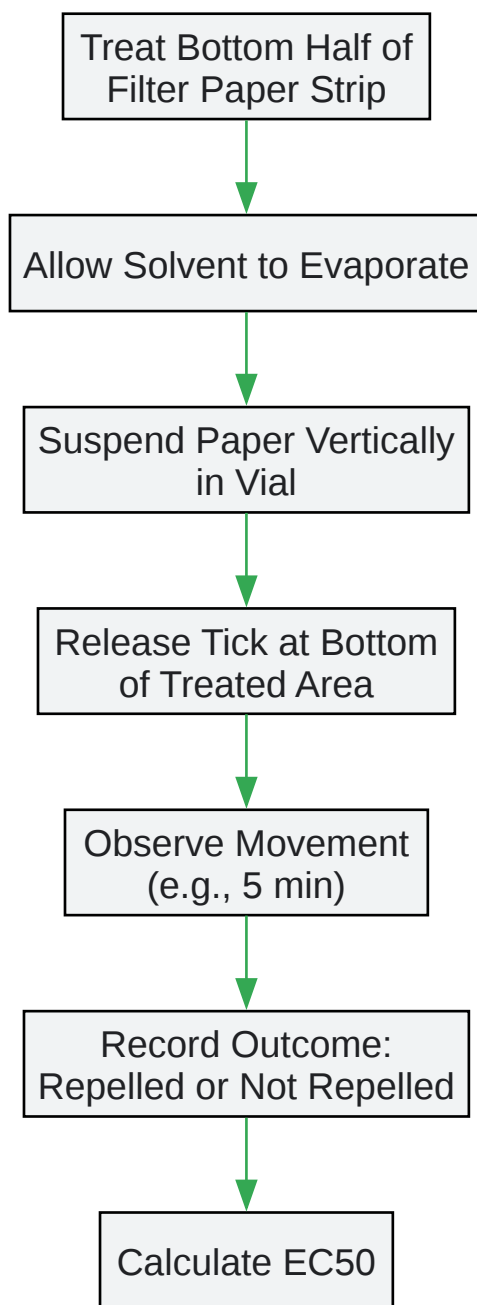 Treat Bottom Half of
Filter Paper Strip
Allow Solvent to Evaporate
Suspend Paper Vertically
in Vial
Release Tick at Bottom
of Treated Area
Observe Movement
(e.g., 5 min)
Record Outcome:
Repelled or Not Repelled
Calculate EC50